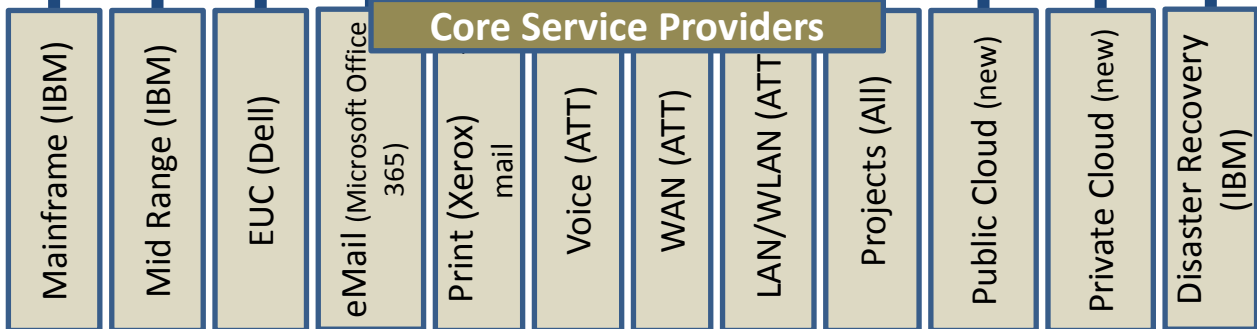 Core Service Providers
Mainframe (IBM)
Mid Range (IBM)
EUC (Dell)
eMail (Microsoft Office
365)
Print (Xerox)
mail
Voice (ATT)
WAN (ATT)
LAN/WLAN (ATT
Projects (All)
Public Cloud (new)
Private Cloud (new)
Disaster Recovery
(IBM)